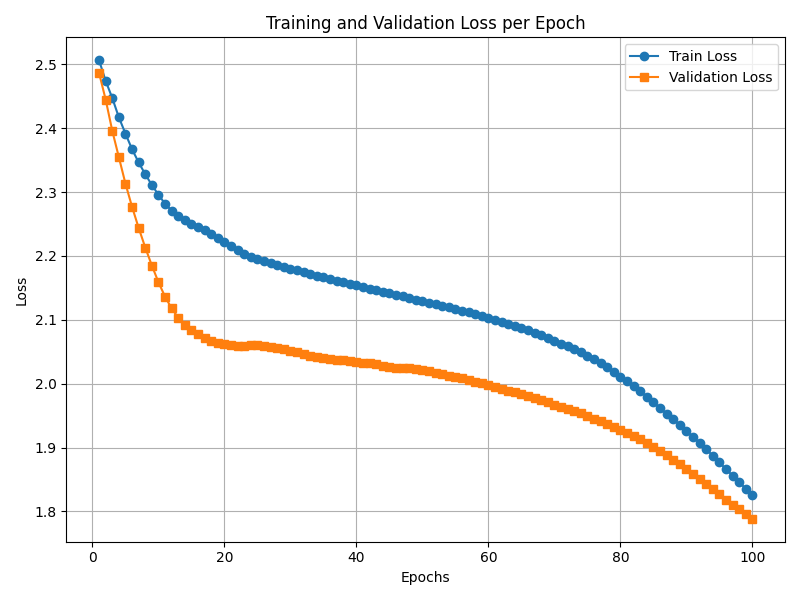 Training and Validation Loss per Epoch
Train Loss
Validation Loss
2.5
2.4
2.3
2.2
2.1
2.0
1.9
1.8
Loss
0 20 40 60 80 100
Epochs